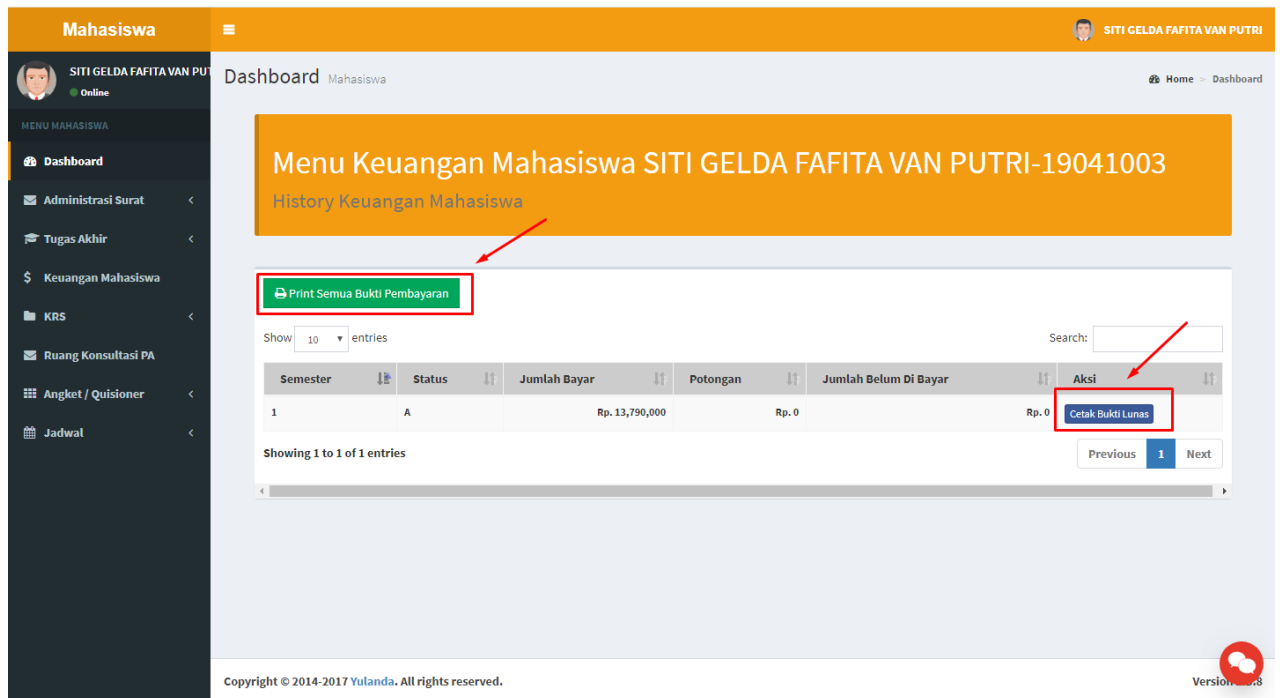 Mahasiswa
SITI GELDA FAFITA VAN PUTRI
SITI GELDA FAFITA VAN PUT
Online
Dashboard Mahasiswa
Home > Dashboard
MENU MAHASISWA
Dashboard
Administrasi Surat
Tugas Akhir
$ Keuangan Mahasiswa
KRS
Ruang Konsultasi PA
Angket / Quisioner
Jadwal
Menu Keuangan Mahasiswa SITI GELDA FAFITA VAN PUTRI-19041003
History Keuangan Mahasiswa
Print Semua Bukti Pembayaran
Show 10 entries
Search:
Semester Status Jumlah Bayar Potongan Jumlah Belum Di Bayar Aksi
1 A Rp. 13,790,000 Rp. 0 Rp. 0 Cetak Bukti Lunas
Showing 1 to 1 of 1 entries
Previous 1 Next
Copyright © 2014-2017 Yulanda. All rights reserved.